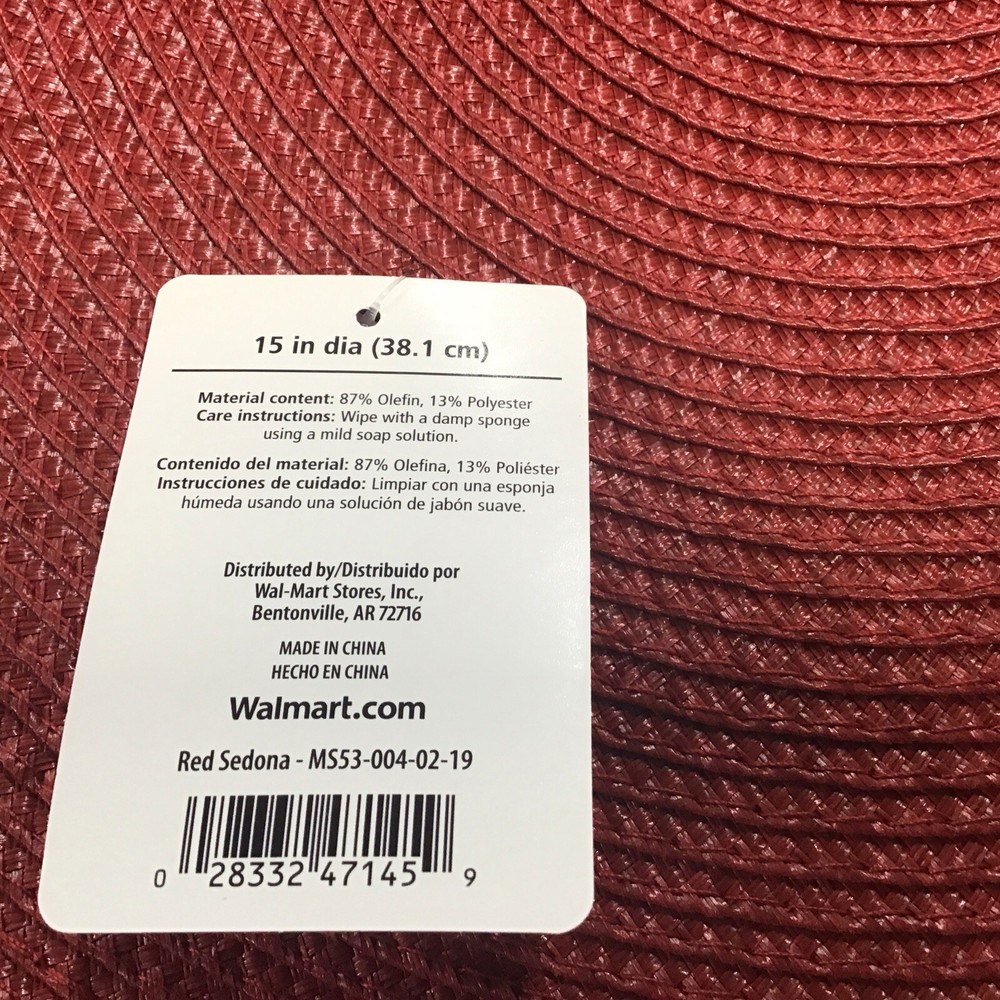 15 in dia (38.1 cm)
Material content: 87% Olefin, 13% Polyester
Care instructions: Wipe with a damp sponge
using a mild soap solution.
Contenido del material: 87% Olefina, 13% Poliéster
Instrucciones de cuidado: Limpiar con una esponja
húmeda usando una solución de jabón suave.
Distributed by/Distribuido por
Wal-Mart Stores, Inc.,
Bentonville, AR 72716
MADE IN CHINA
HECHO EN CHINA
Walmart.com
Red Sedona - MS53-004-02-19
0 28332 47145 9